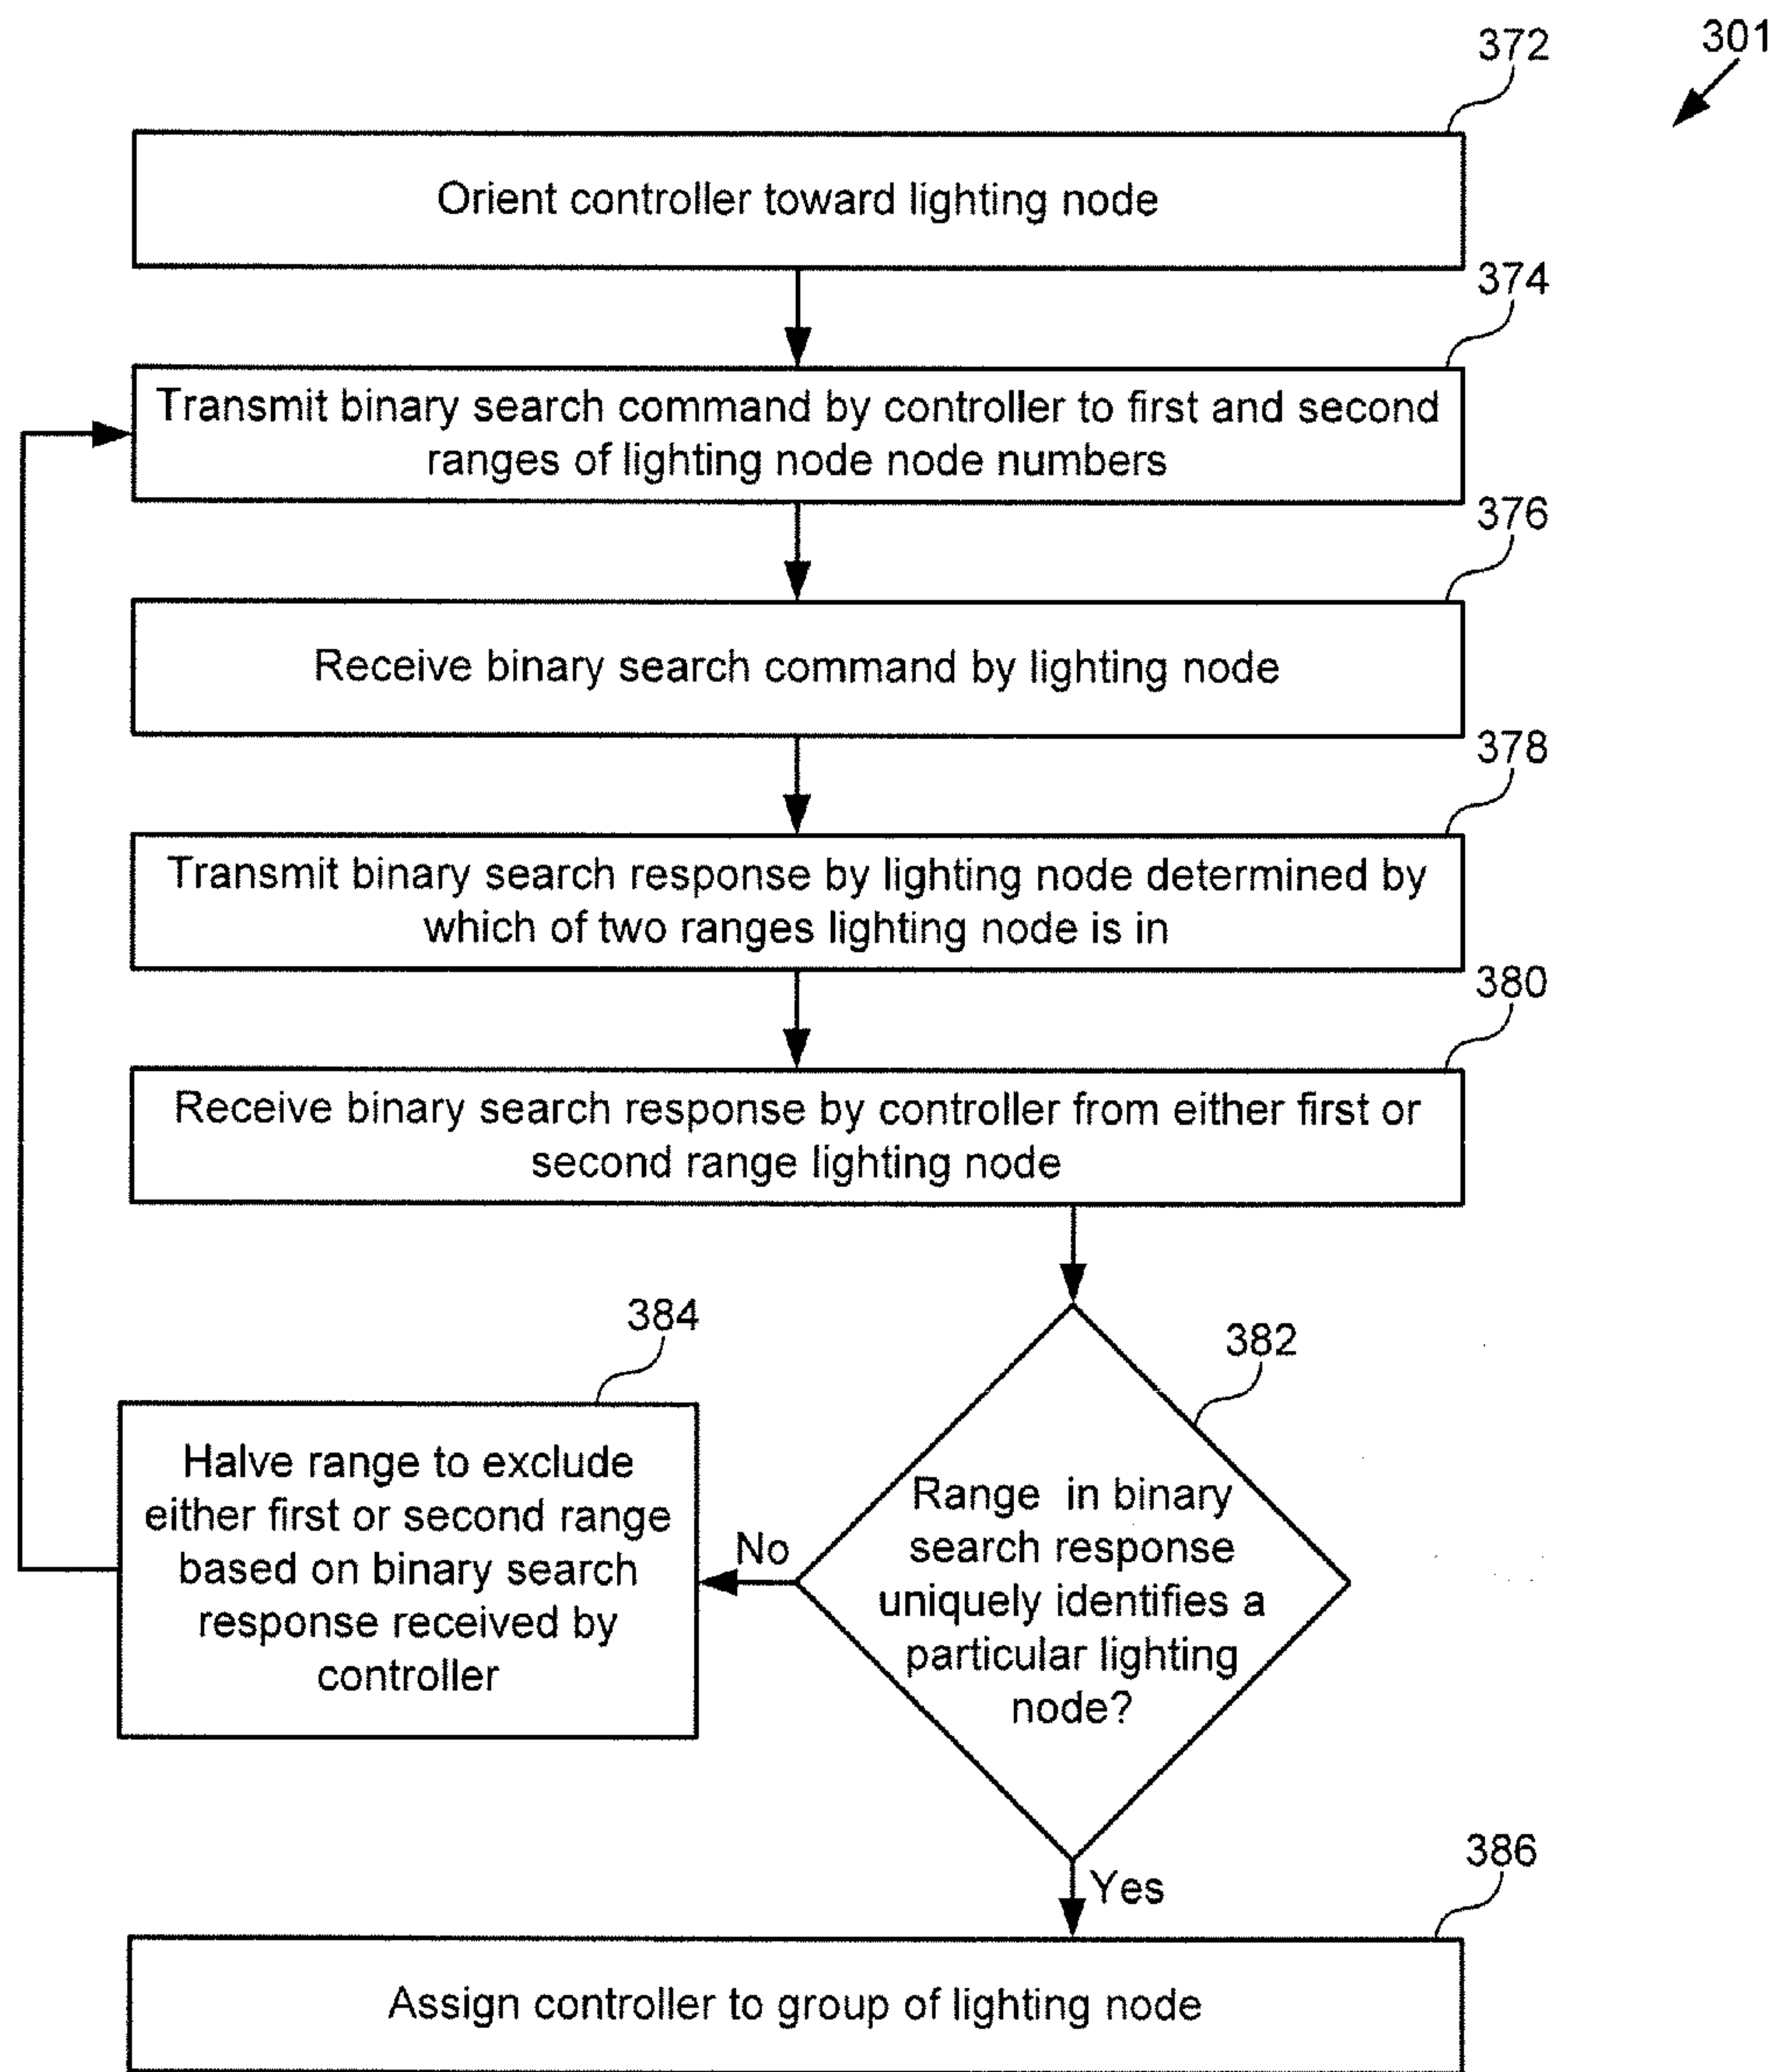 301
372
Orient controller toward lighting node
374
Transmit binary search command by controller to first and second
ranges of lighting node node numbers
376
Receive binary search command by lighting node
378
Transmit binary search response by lighting node determined by
which of two ranges lighting node is in
380
Receive binary search response by controller from either first or
second range lighting node
382
Range in binary
search response
uniquely identifies a
particular lighting
node?
No
384
Halve range to exclude
either first or second range
based on binary search
response received by
controller
Yes
386
Assign controller to group of lighting node